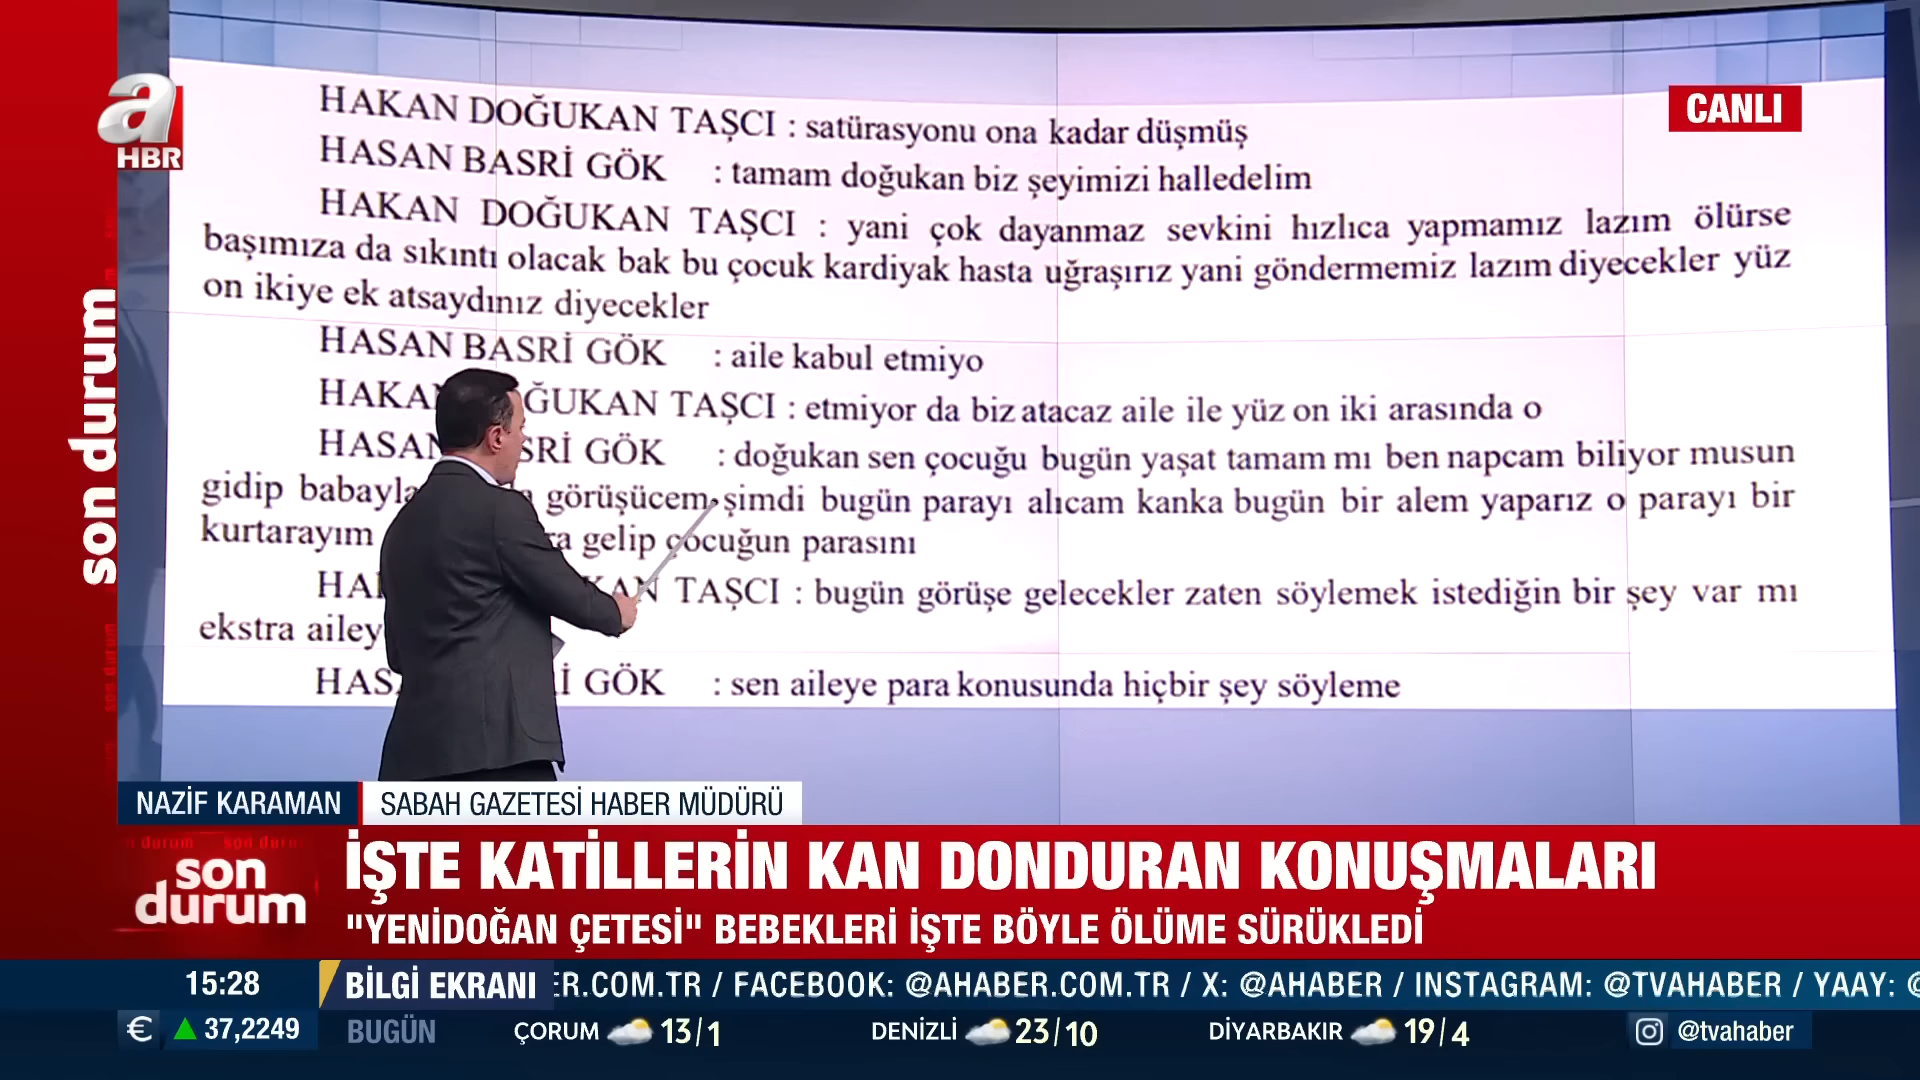 a
HBR
CANLI
son durum
HAKAN DOĞUKAN TAŞCI : satürasyonu ona kadar düşmüş
HASAN BASRİ GÖK : tamam doğukan biz şeyimizi halledelim
HAKAN DOĞUKAN TAŞCI : yani çok dayanmaz sevkini hızlıca yapmamız lazım ölürse
başımıza da sıkıntı olacak bak bu çocuk kardiyak hasta uğraşırız yani göndermemiz lazım diyecekler yüz
on ikiye ek atsaydınız diyecekler
HASAN BASRİ GÖK : aile kabul etmiyo
HAKAN DOĞUKAN TAŞCI : etmiyor da biz atacaz aile ile yüz on iki arasında o
HASAN BASRİ GÖK : doğukan sen çocuğu bugün yaşat tamam mı ben napcam biliyor musun
gidip görüşücem şimdi bugün parayı alıcam kanka bugün bir alem yaparız o parayı bir
kurtarayım gelip çocuğun parasını
TAŞCI : bugün görüşe gelecekler zaten söylemek istediğin bir şey var mı
ekstra
GÖK : sen aileye para konusunda hiçbir şey söyleme
NAZİF KARAMAN SABAH GAZETESİ HABER MÜDÜRÜ
son durum
İŞTE KATİLLERİN KAN DONDURAN KONUŞMALARI
"YENİDOĞAN ÇETESİ" BEBEKLERİ İŞTE BÖYLE ÖLÜME SÜRÜKLEDİ
15:28 BİLGİ EKRANI ER.COM.TR / FACEBOOK: @AHABER.COM.TR / X: @AHABER / INSTAGRAM: @TVAHABER / YAAY: @
€ ▲ 37,2249 BUGÜN ÇORUM 13/1 DENİZLİ 23/10 DİYARBAKIR 19/4 @tvahaber